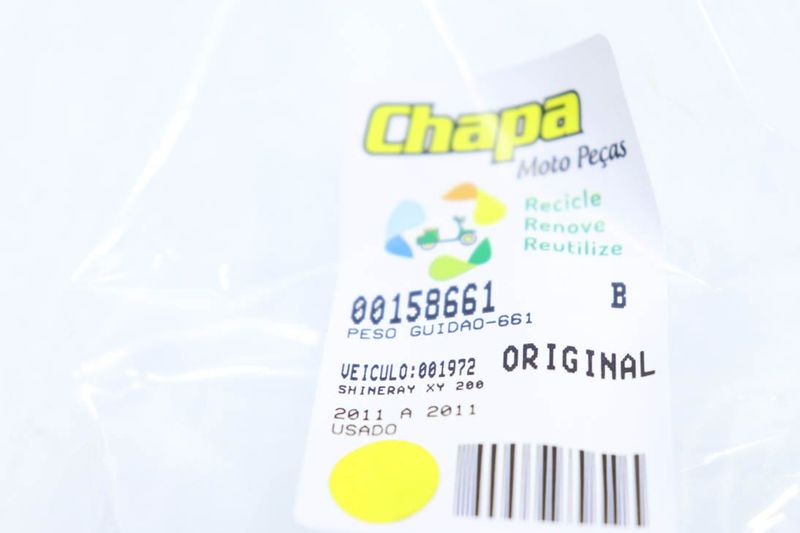 Chapa
Moto Peças
Recicle
Renove
Reutilize
00158661 B
PESO GUIDAO-661
VEICULO:001972 ORIGINAL
SHINERAY XY 200
2011 A 2011
USADO